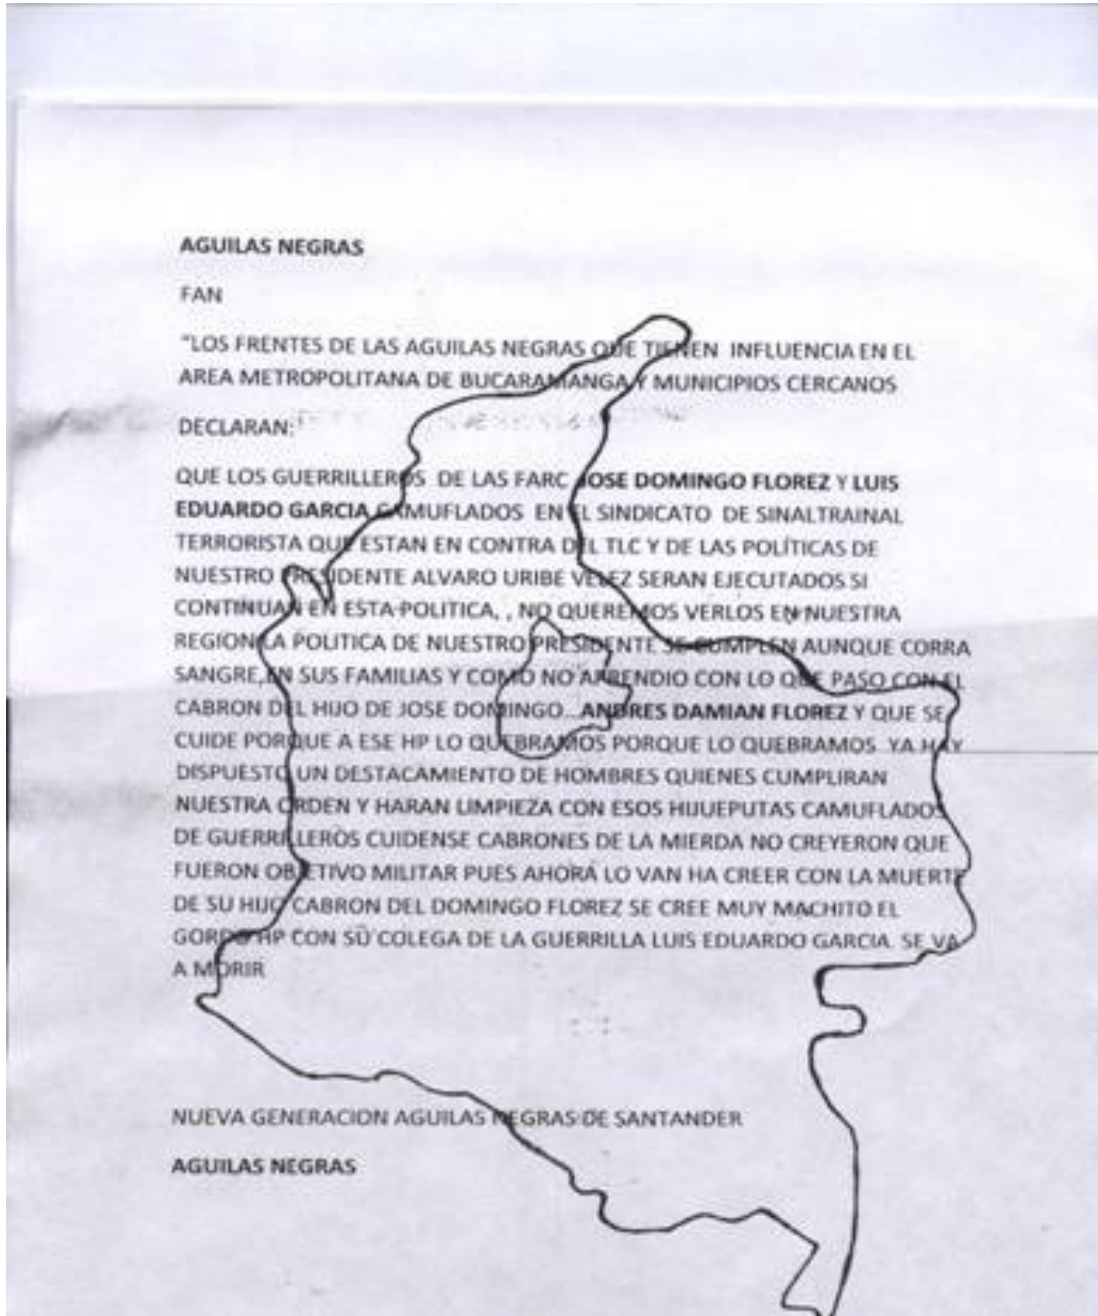 AGUILAS NEGRAS
FAN
"LOS FRENTES DE LAS AGUILAS NEGRAS QUE TIENEN INFLUENCIA EN EL
AREA METROPOLITANA DE BUCARAMANGA Y MUNICIPIOS CERCANOS
DECLARAN:
QUE LOS GUERRILLEROS DE LAS FARC JOSE DOMINGO FLOREZ Y LUIS
EDUARDO GARCIA CAMUFLADOS EN EL SINDICATO DE SINALTRAINAL
TERRORISTA QUE ESTAN EN CONTRA DEL TLC Y DE LAS POLÍTICAS DE
NUESTRO PRESIDENTE ALVARO URIBE VELEZ SERAN EJECUTADOS SI
CONTINUAN EN ESTA POLITICA, , NO QUEREMOS VERLOS EN NUESTRA
REGION LA POLITICA DE NUESTRO PRESIDENTE SE CUMPLEN AUNQUE CORRA
SANGRE, EN SUS FAMILIAS Y COMO NO APRENDIO CON LO QUE PASO CON EL
CABRON DEL HIJO DE JOSE DOMINGO...ANDRES DAMIAN FLOREZ Y QUE SE
CUIDE PORQUE A ESE HP LO QUEBRAMOS PORQUE LO QUEBRAMOS YA HAY
DISPUESTO UN DESTACAMIENTO DE HOMBRES QUIENES CUMPLIRAN
NUESTRA ORDEN Y HARAN LIMPIEZA CON ESOS HIJUEPUTAS CAMUFLADOS
DE GUERRILLEROS CUIDENSE CABRONES DE LA MIERDA NO CREYERON QUE
FUERON OBJETIVO MILITAR PUES AHORA LO VAN HA CREER CON LA MUERTE
DE SU HIJO CABRON DEL DOMINGO FLOREZ SE CREE MUY MACHITO EL
GORDO HP CON SU COLEGA DE LA GUERRILLA LUIS EDUARDO GARCIA. SE VA
A MORIR
NUEVA GENERACION AGUILAS NEGRAS DE SANTANDER
AGUILAS NEGRAS